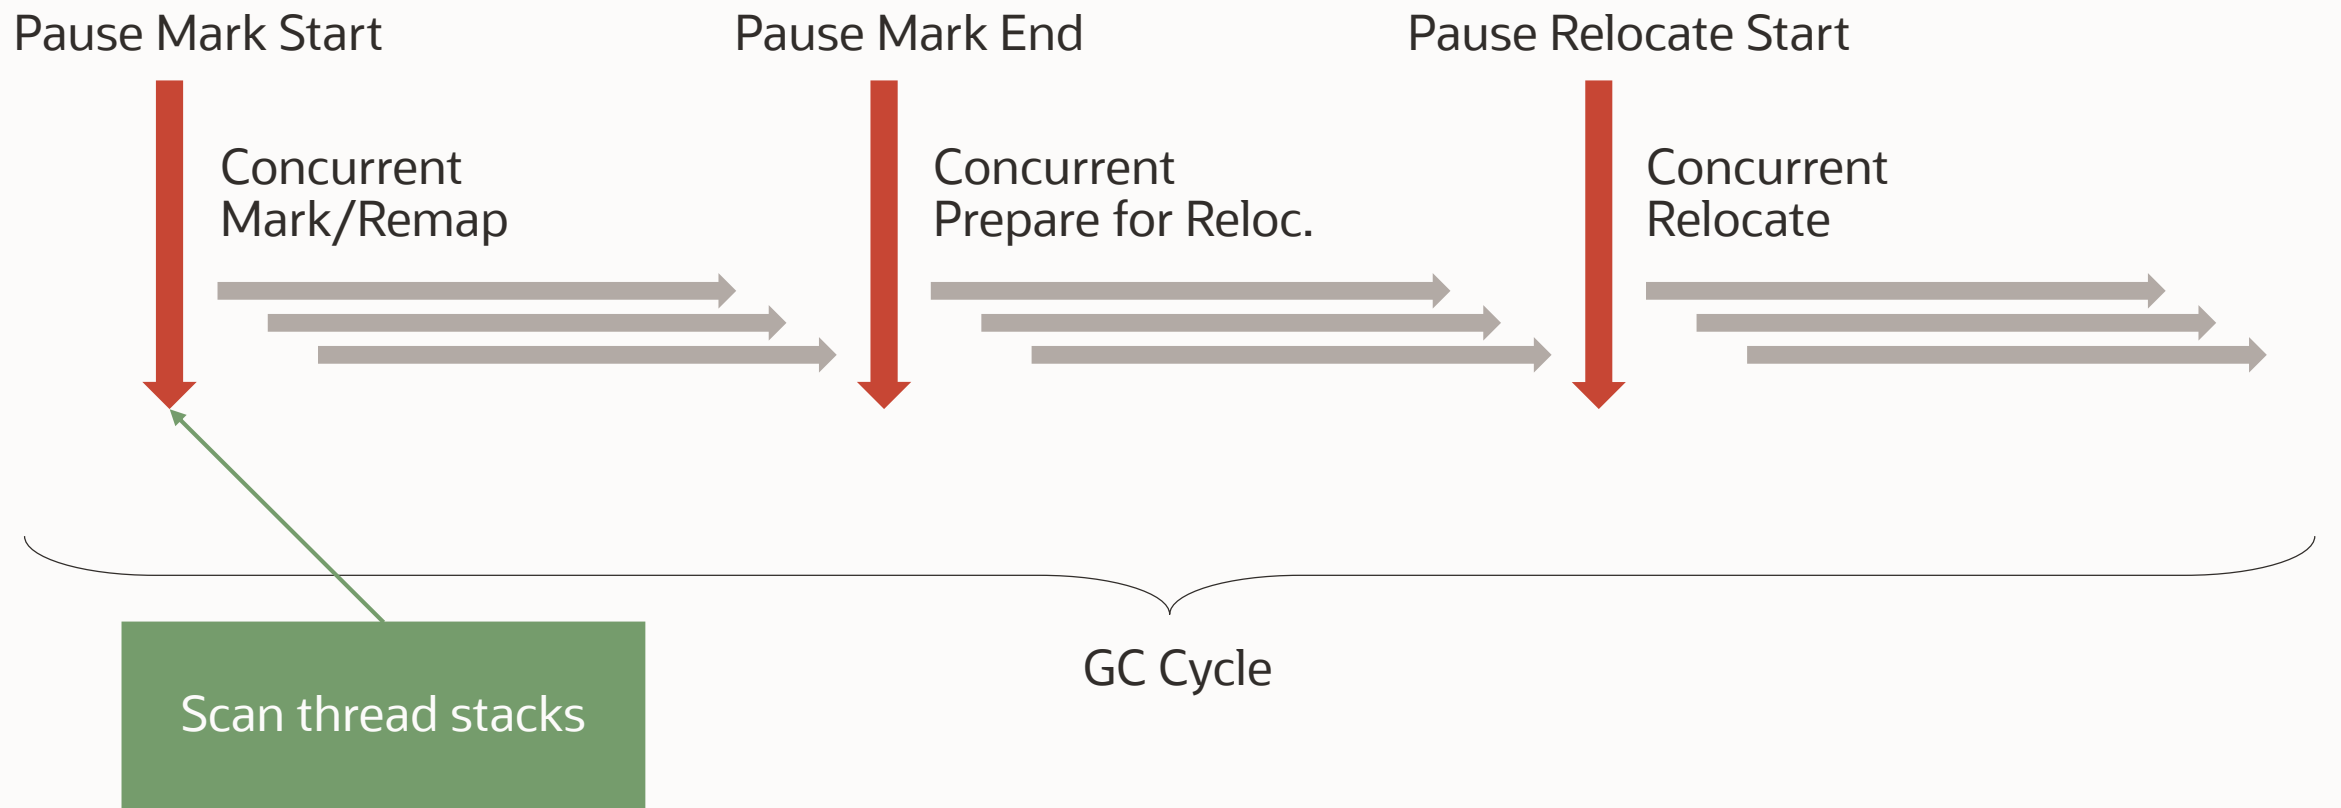 Pause Mark Start
Pause Mark End
Pause Relocate Start
Concurrent
Mark/Remap
Concurrent
Prepare for Reloc.
Concurrent
Relocate
GC Cycle
Scan thread stacks